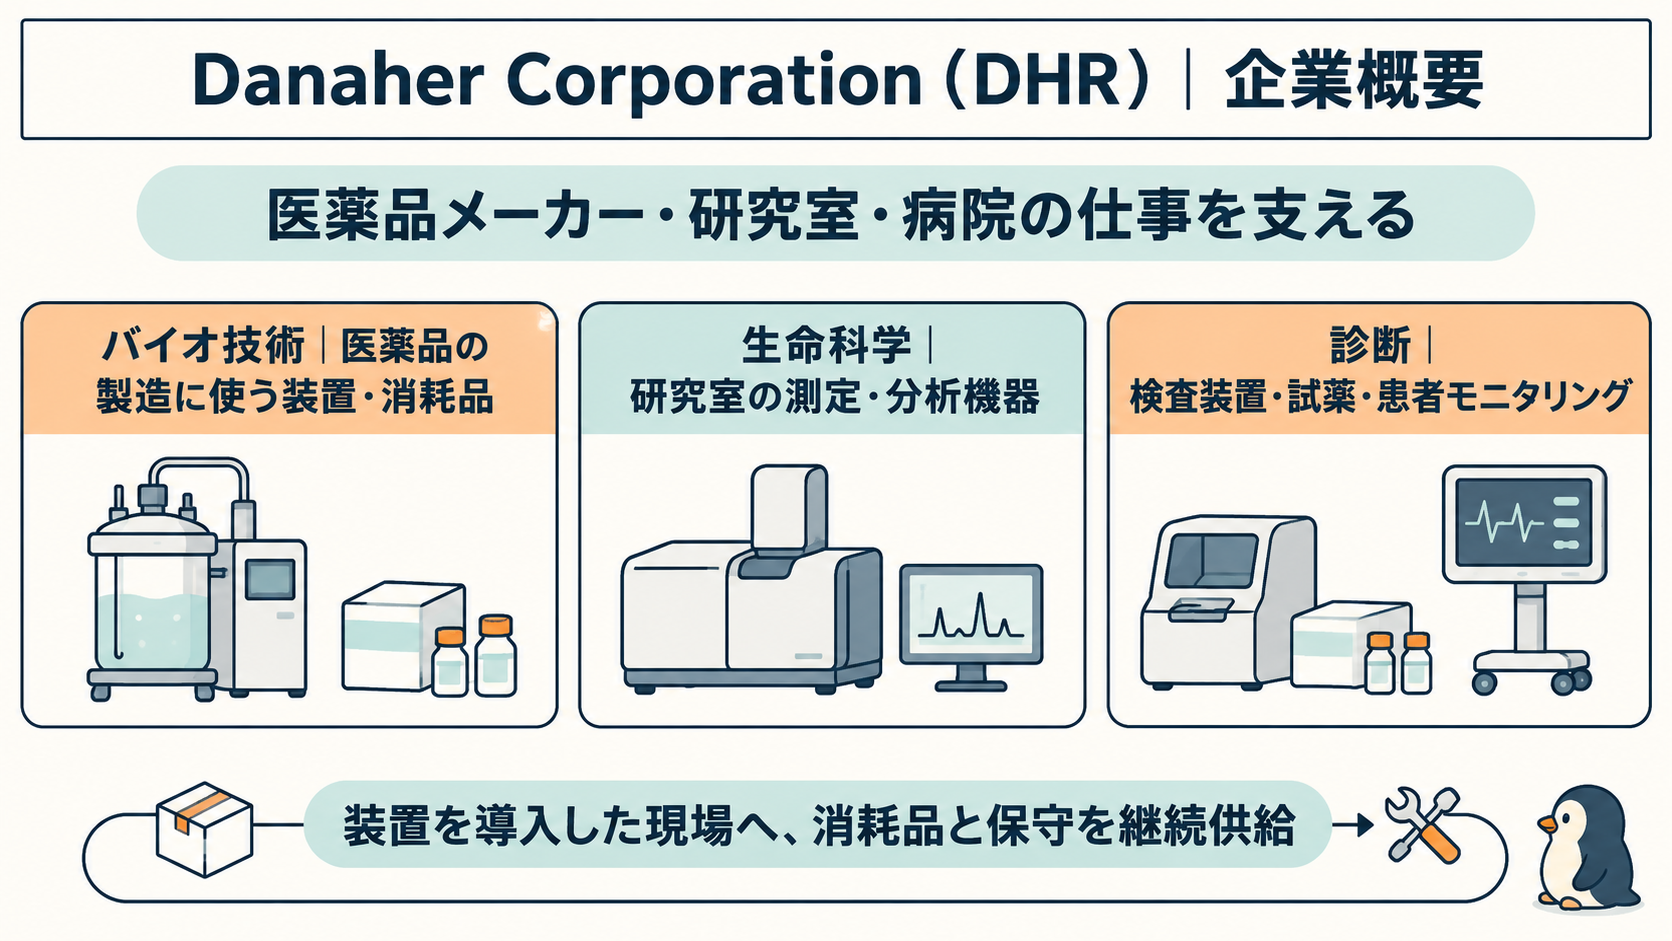 Danaher Corporation（DHR）｜企業概要
医薬品メーカー・研究室・病院の仕事を支える
バイオ技術｜医薬品の
製造に使う装置・消耗品
生命科学｜
研究室の測定・分析機器
診断｜
検査装置・試薬・患者モニタリング
装置を導入した現場へ、消耗品と保守を継続供給